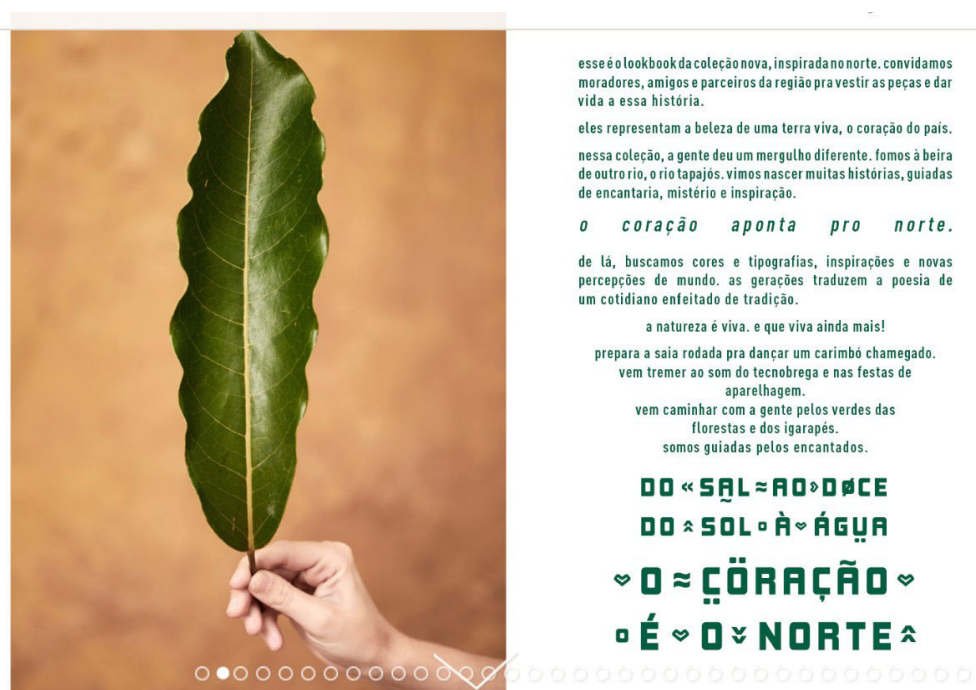 esse é o lookbook da coleção nova, inspirada no norte. convidamos
moradores, amigos e parceiros da região pra vestir as peças e dar
vida a essa história.
eles representam a beleza de uma terra viva, o coração do país.
nessa coleção, a gente deu um mergulho diferente. fomos à beira
de outro rio, o rio tapajós. vimos nascer muitas histórias, guiadas
de encantaria, mistério e inspiração.
o coração aponta pro norte.
de lá, buscamos cores e tipografias, inspirações e novas
percepções de mundo. as gerações traduzem a poesia de
um cotidiano enfeitado de tradição.
a natureza é viva. e que viva ainda mais!
prepara a saia rodada pra dançar um carimbó chamegado.
vem tremer ao som do tecnobrega e nas festas de
aparelhagem.
vem caminhar com a gente pelos verdes das
florestas e dos igarapés.
somos guiadas pelos encantados.
DO « SA̰L ≈ AO » DØCE
DO ^ SOL ▫ À ⌄ ÁGṲA
O ≈ C̤ÖRAÇÃO
▫ É O NORTE